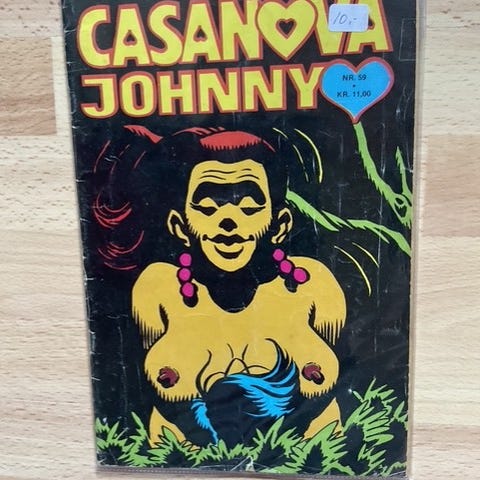 CASANOVA
JOHNNY
10,-
NR. 59
KR. 11,00